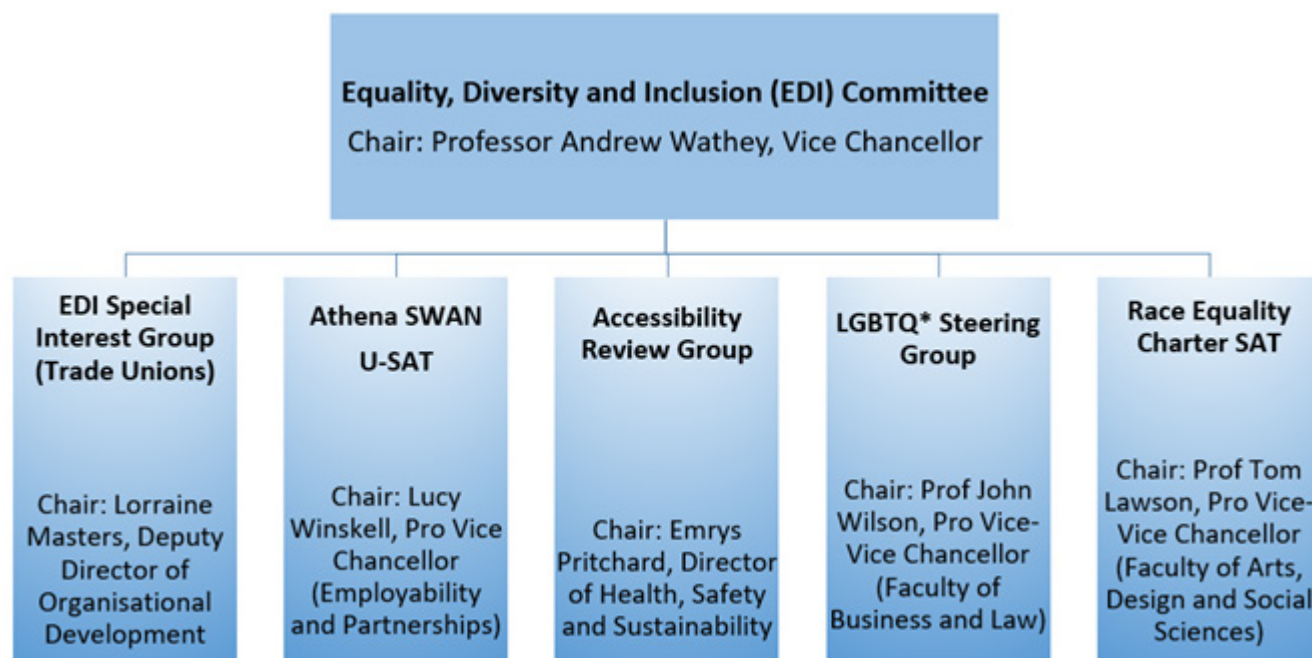 Equality, Diversity and Inclusion (EDI) Committee
Chair: Professor Andrew Wathey, Vice Chancellor
EDI Special
Interest Group
(Trade Unions)
Chair: Lorraine
Masters, Deputy
Director of
Organisational
Development
Athena SWAN
U-SAT
Chair: Lucy
Winskell, Pro Vice
Chancellor
(Employability
and Partnerships)
Accessibility
Review Group
Chair: Emrys
Pritchard, Director
of Health, Safety
and Sustainability
LGBTQ* Steering
Group
Chair: Prof John
Wilson, Pro Vice-
Vice Chancellor
(Faculty of
Business and Law)
Race Equality
Charter SAT
Chair: Prof Tom
Lawson, Pro Vice-
Vice Chancellor
(Faculty of Arts,
Design and Social
Sciences)